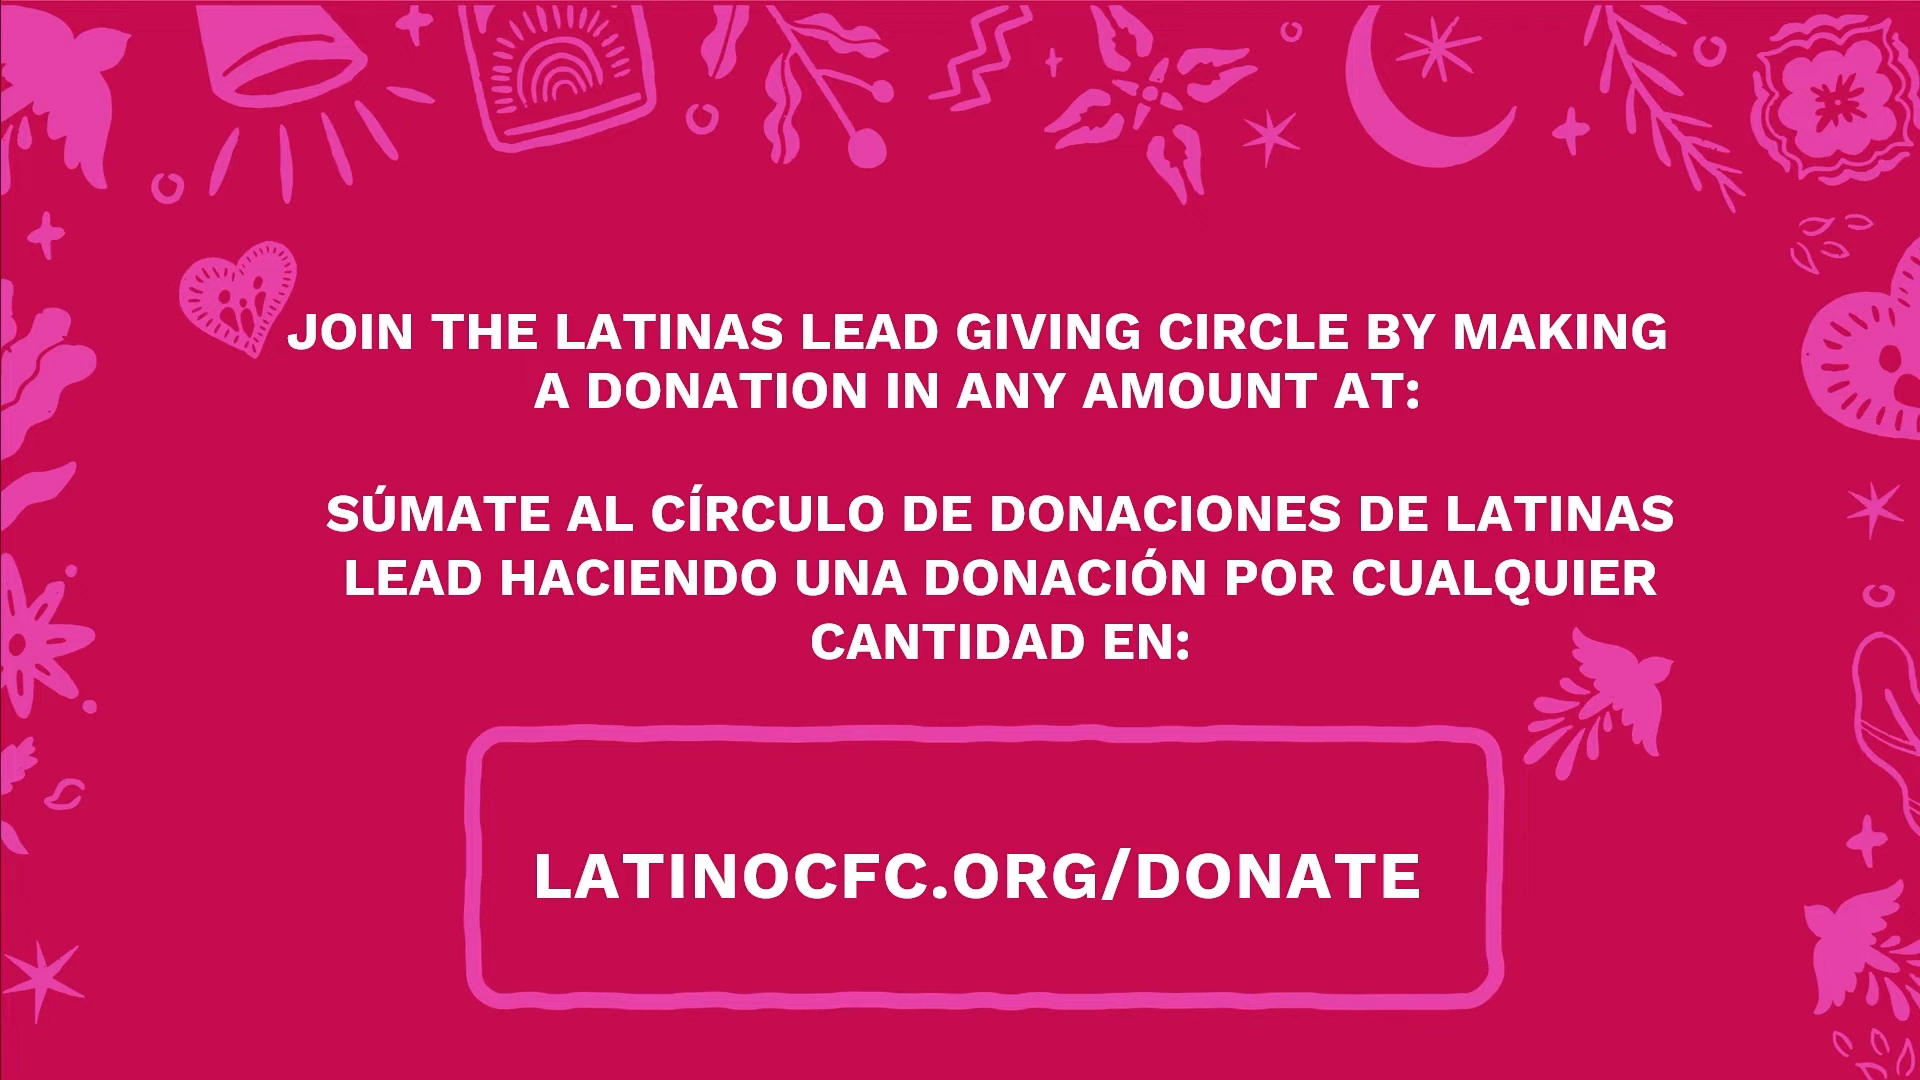 JOIN THE LATINAS LEAD GIVING CIRCLE BY MAKING
A DONATION IN ANY AMOUNT AT:
SÚMATE AL CÍRCULO DE DONACIONES DE LATINAS
LEAD HACIENDO UNA DONACIÓN POR CUALQUIER
CANTIDAD EN:
LATINOCFC.ORG/DONATE